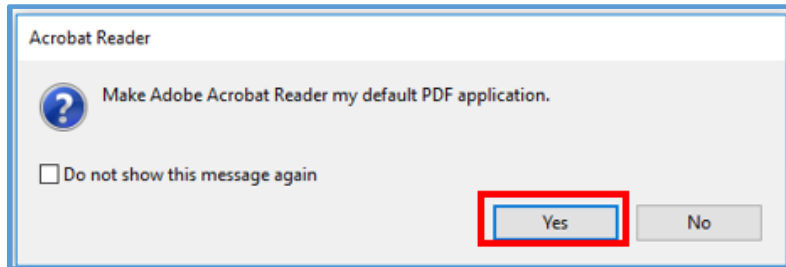 Acrobat Reader
Make Adobe Acrobat Reader my default PDF application.
Do not show this message again
Yes No